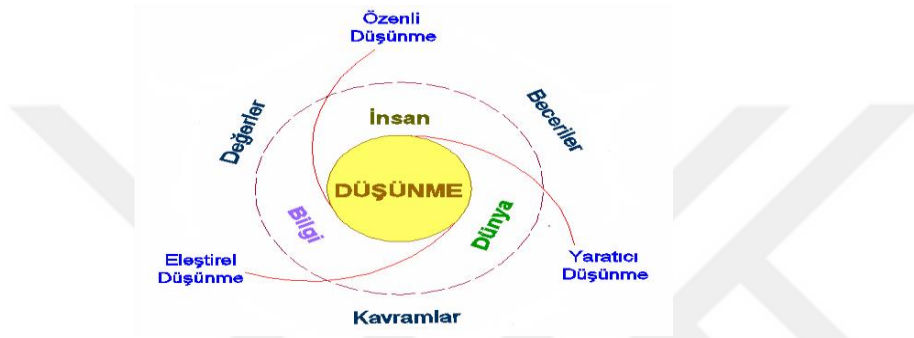 Özenli
Düşünme
Değerler
Beceriler
İnsan
DÜŞÜNME
Bilgi
Dünya
Eleştirel
Düşünme
Yaratıcı
Düşünme
Kavramlar